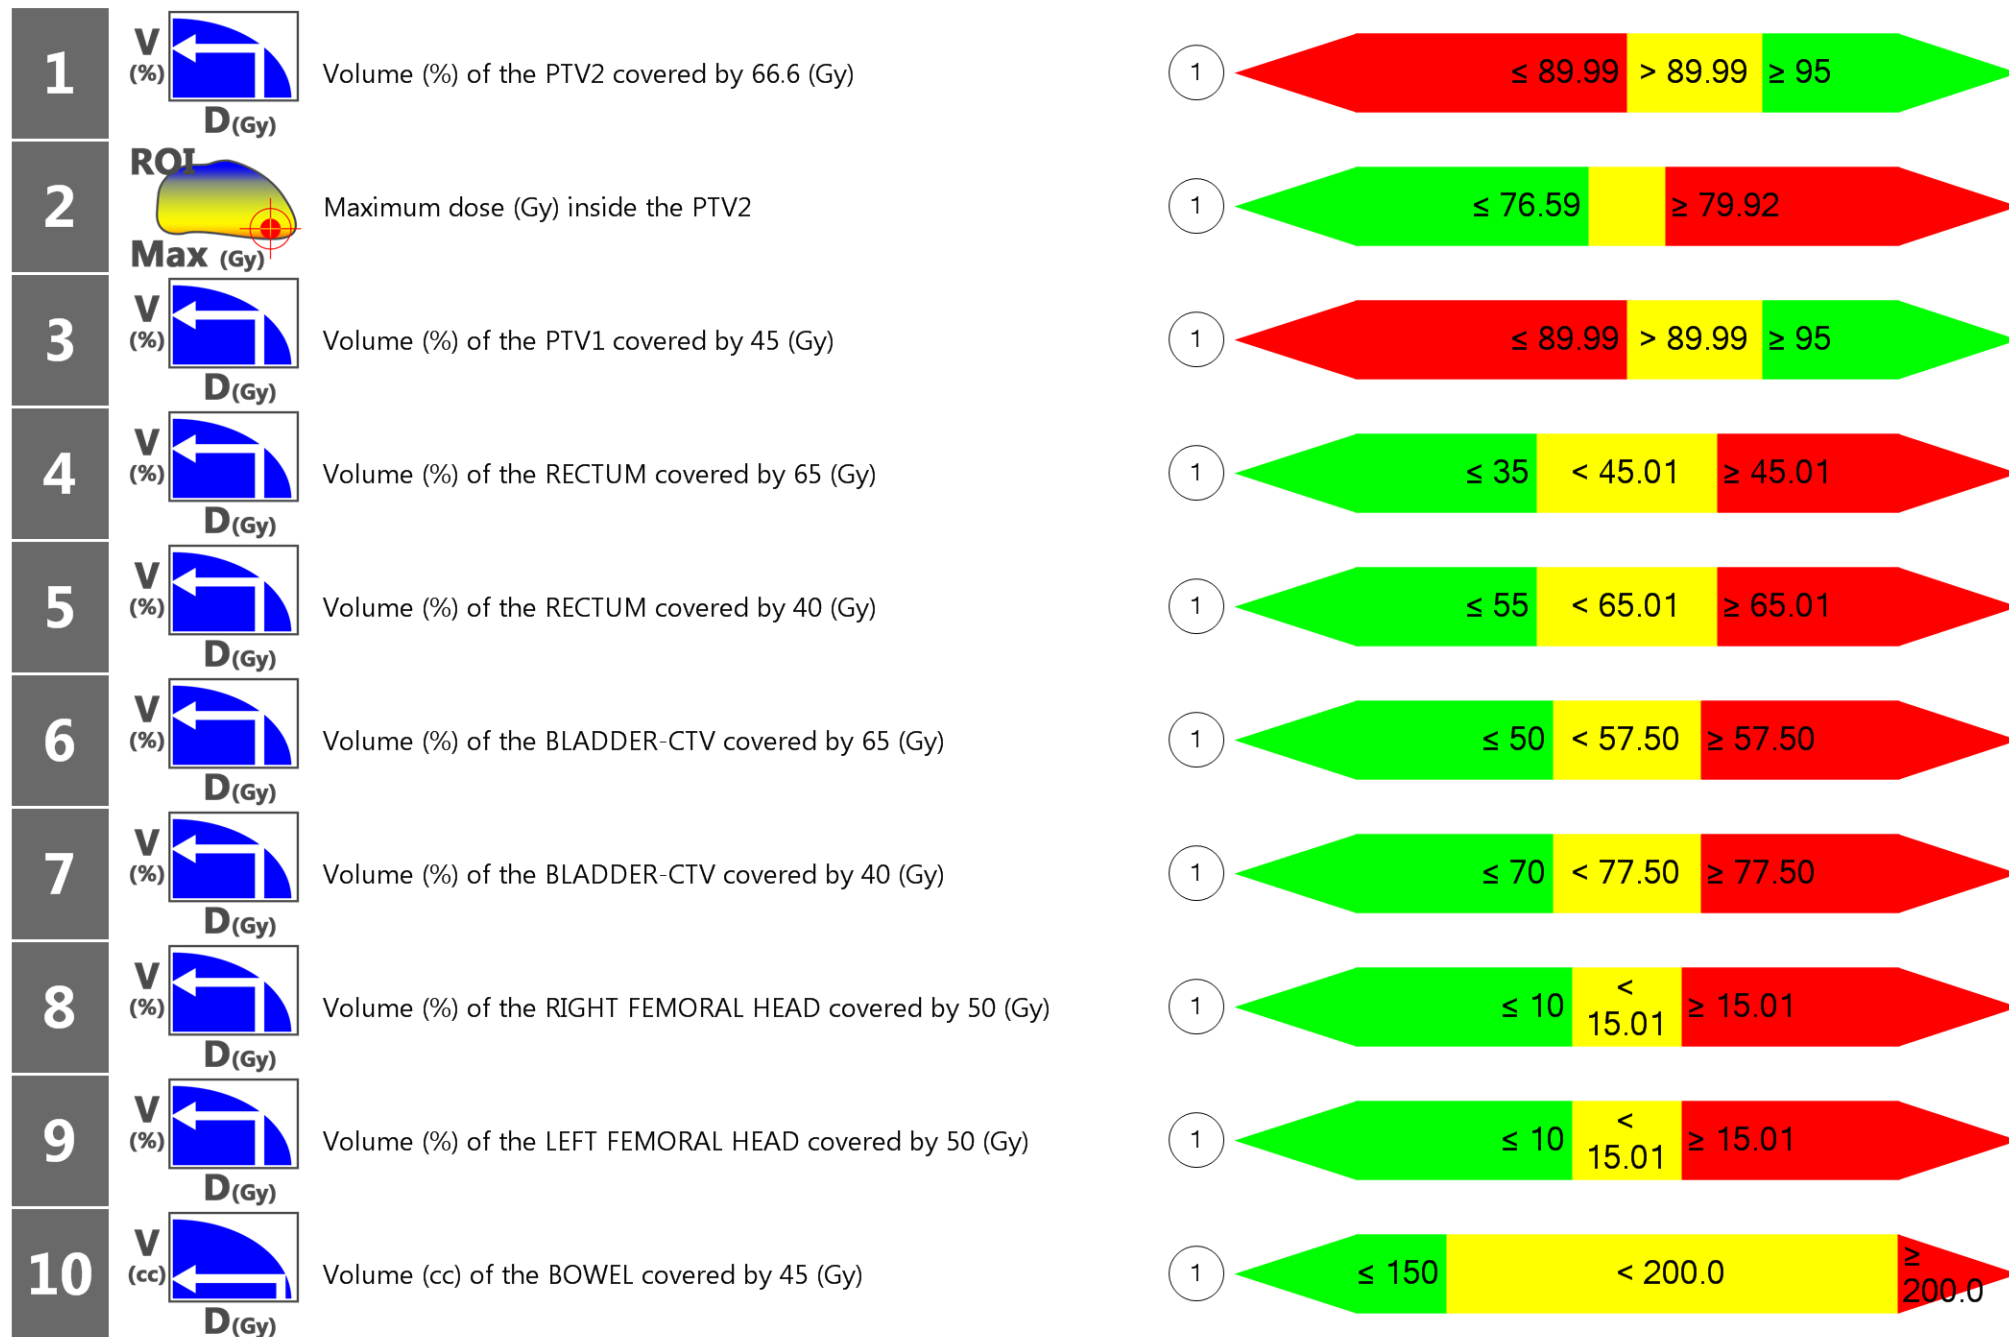 1 V (%) D(Gy) Volume (%) of the PTV2 covered by 66.6 (Gy) 1 ≤ 89.99 > 89.99 ≥ 95
2 ROI Max (Gy) Maximum dose (Gy) inside the PTV2 1 ≤ 76.59 ≥ 79.92
3 V (%) D(Gy) Volume (%) of the PTV1 covered by 45 (Gy) 1 ≤ 89.99 > 89.99 ≥ 95
4 V (%) D(Gy) Volume (%) of the RECTUM covered by 65 (Gy) 1 ≤ 35 < 45.01 ≥ 45.01
5 V (%) D(Gy) Volume (%) of the RECTUM covered by 40 (Gy) 1 ≤ 55 < 65.01 ≥ 65.01
6 V (%) D(Gy) Volume (%) of the BLADDER-CTV covered by 65 (Gy) 1 ≤ 50 < 57.50 ≥ 57.50
7 V (%) D(Gy) Volume (%) of the BLADDER-CTV covered by 40 (Gy) 1 ≤ 70 < 77.50 ≥ 77.50
8 V (%) D(Gy) Volume (%) of the RIGHT FEMORAL HEAD covered by 50 (Gy) 1 ≤ 10 < 15.01 ≥ 15.01
9 V (%) D(Gy) Volume (%) of the LEFT FEMORAL HEAD covered by 50 (Gy) 1 ≤ 10 < 15.01 ≥ 15.01
10 V (cc) D(Gy) Volume (cc) of the BOWEL covered by 45 (Gy) 1 ≤ 150 < 200.0 ≥ 200.0